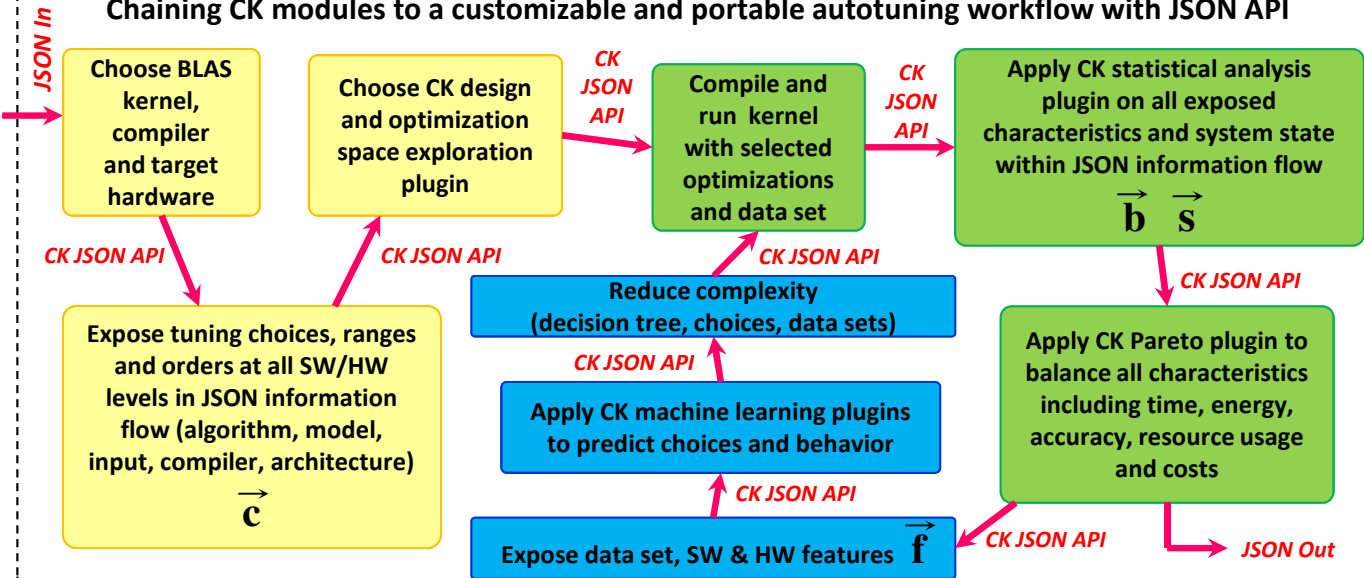 Chaining CK modules to a customizable and portable autotuning workflow with JSON API
JSON In
Choose BLAS
kernel,
compiler
and target
hardware
CK JSON API
Expose tuning choices, ranges
and orders at all SW/HW
levels in JSON information
flow (algorithm, model,
input, compiler, architecture)
c
CK JSON API
Choose CK design
and optimization
space exploration
plugin
CK
JSON
API
Compile and
run kernel
with selected
optimizations
and data set
CK
JSON
API
Apply CK statistical analysis
plugin on all exposed
characteristics and system state
within JSON information flow
b s
CK JSON API
Apply CK Pareto plugin to
balance all characteristics
including time, energy,
accuracy, resource usage
and costs
JSON Out
CK JSON API
Expose data set, SW & HW features f
CK JSON API
Apply CK machine learning plugins
to predict choices and behavior
CK JSON API
Reduce complexity
(decision tree, choices, data sets)
CK JSON API